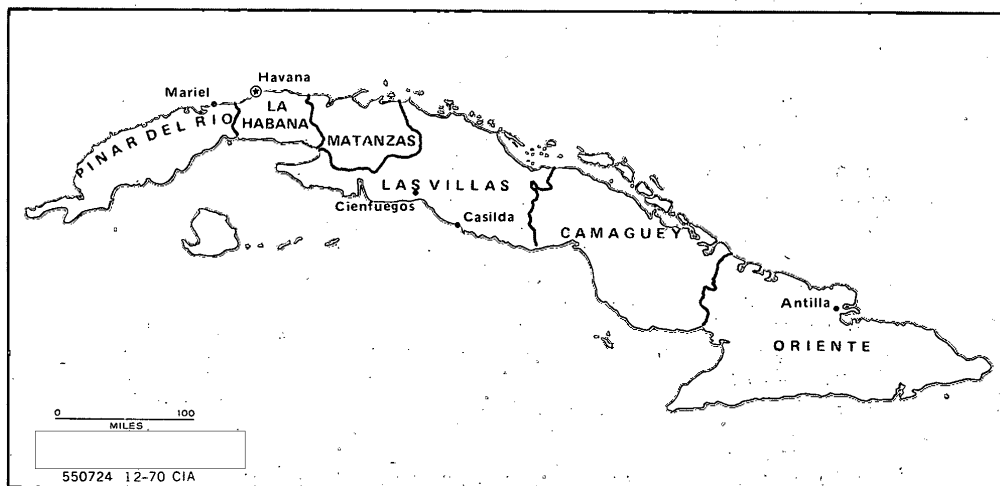 Havana
Mariel
LA
HABANA
PINAR DEL RIO
MATANZAS
LAS VILLAS
Cienfuegos
Casilda
CAMAGUEY
Antilla
ORIENTE
0 100
MILES
550724 12-70 CIA